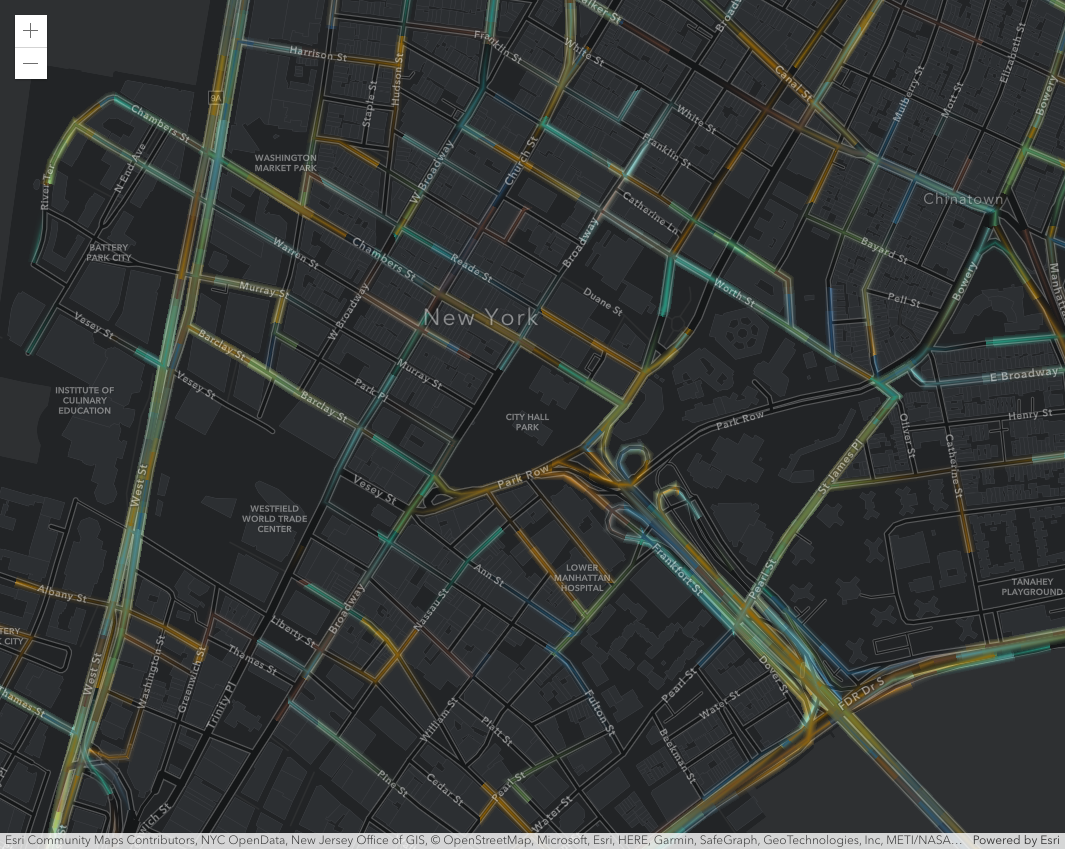 +
−
Walker St
Broadway
Harrison St
Franklin St
White St
Canal St
Mulberry St
Mott St
Elizabeth St
Bowery
9A
Hudson St
Staple St
Chambers St
N End Ave
River Ter
WASHINGTON
MARKET PARK
W Broadway
Church St
White St
Franklin St
Catherine Ln
Chinatown
BATTERY
PARK CITY
Warren St
Chambers St
Reade St
Broadway
Duane St
Worth St
Bayard St
Pell St
Bowery
Murray St
W Broadway
New York
Vesey St
Barclay St
Vesey St
Murray St
Park Pl
Barclay St
INSTITUTE OF
CULINARY
EDUCATION
CITY HALL
PARK
Park Row
E Broadway
Henry St
Oliver St
Catherine St
St James Pl
West St
Park Row
Vesey St
WESTFIELD
WORLD TRADE
CENTER
Ann St
LOWER
MANHATTAN
HOSPITAL
Frankfort St
Pearl St
TANAHEY
PLAYGROUND
Albany St
Broadway
Nassau St
Liberty St
Thames St
West St
Washington St
Greenwich St
Trinity Pl
Thames St
William St
Platt St
Fulton St
Pearl St
Water St
Dover St
FDR Dr S
Beekman St
Pine St
Cedar St
Pearl St
Water St
Esri Community Maps Contributors, NYC OpenData, New Jersey Office of GIS, © OpenStreetMap, Microsoft, Esri, HERE, Garmin, SafeGraph, GeoTechnologies, Inc, METI/NASA… Powered by Esri